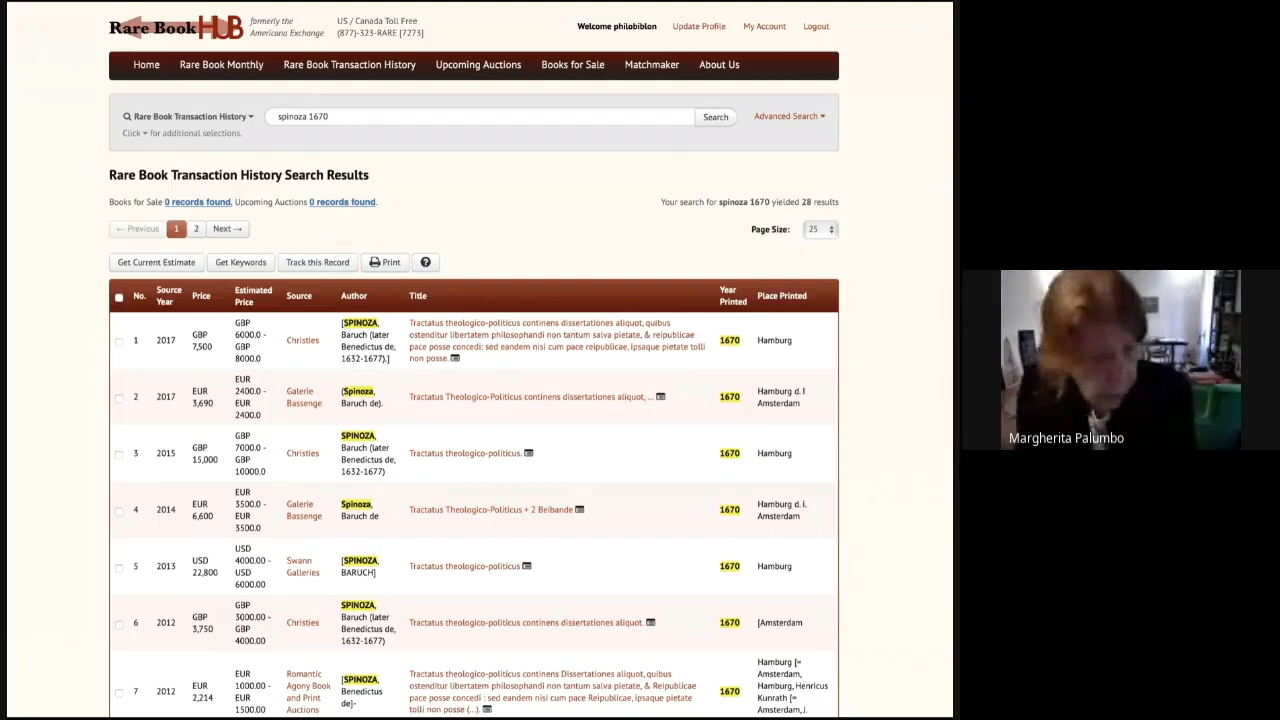 Rare Book HUB
formerly the
Americana Exchange
US / Canada Toll Free
(877)-323-RARE [7273]
Welcome philobiblon Update Profile My Account Logout
Home Rare Book Monthly Rare Book Transaction History Upcoming Auctions Books for Sale Matchmaker About Us
Rare Book Transaction History spinoza 1670 Search Advanced Search
Click for additional selections.
Rare Book Transaction History Search Results
Books for Sale 0 records found, Upcoming Auctions 0 records found.
Your search for spinoza 1670 yielded 28 results
← Previous 1 2 Next →
Page Size: 25
Get Current Estimate Get Keywords Track this Record Print ?
No. Source Year Price Estimated Price Source Author Title Year Printed Place Printed
1 2017 GBP 7,500 GBP 6000.0 - GBP 8000.0 Christies [SPINOZA, Baruch (later Benedictus de, 1632-1677).] Tractatus theologico-politicus continens dissertationes aliquot, quibus ostenditur libertatem philosophandi non tantum salva pietate, & reipublicae pace posse concedi: sed eandem nisi cum pace reipublicae, ipsaque pietate tolli non posse. 1670 Hamburg
2 2017 EUR 3,690 EUR 2400.0 - EUR 2400.0 Galerie Bassenge (Spinoza, Baruch de). Tractatus Theologico-Politicus continens dissertationes aliquot, ... 1670 Hamburg d. I Amsterdam
3 2015 GBP 15,000 GBP 7000.0 - GBP 10000.0 Christies SPINOZA, Baruch (later Benedictus de, 1632-1677) Tractatus theologico-politicus. 1670 Hamburg
4 2014 EUR 6,600 EUR 3500.0 - EUR 3500.0 Galerie Bassenge Spinoza, Baruch de Tractatus Theologico-Politicus + 2 Beibande 1670 Hamburg d. i. Amsterdam
5 2013 USD 22,800 USD 4000.00 - USD 6000.00 Swann Galleries [SPINOZA, BARUCH] Tractatus theologico-politicus 1670 Hamburg
6 2012 GBP 3,750 GBP 3000.00 - GBP 4000.00 Christies SPINOZA, Baruch (later Benedictus de, 1632-1677) Tractatus theologico-politicus continens dissertationes aliquot. 1670 [Amsterdam
7 2012 EUR 2,214 EUR 1000.00 - EUR 1500.00 Romantic Agony Book and Print Auctions [SPINOZA, Benedictus de]- Tractatus theologico-politicus continens Dissertationes aliquot, quibus ostenditur libertatem philosophandi non tantum salva pietate, & Reipublicae pace posse concedi : sed eandem nisi cum pace Reipublicae, ipsaque pietate tolli non posse (...). 1670 Hamburg [= Amsterdam, Hamburg, Henricus Kunrath [= Amsterdam, J.
Margherita Palumbo